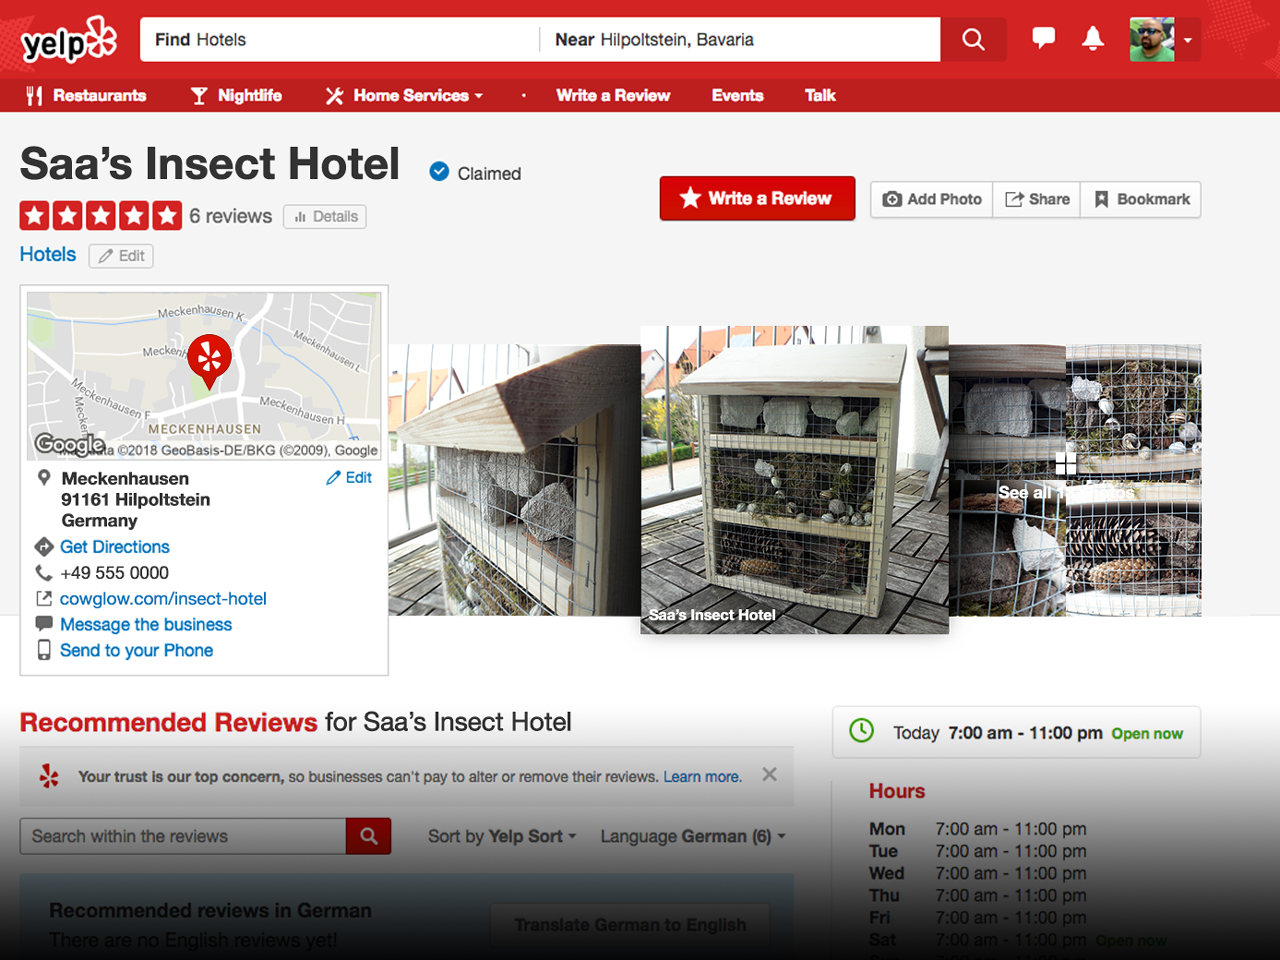 yelp
Find Hotels
Near Hilpoltstein, Bavaria
Restaurants
Nightlife
Home Services
Write a Review
Events
Talk
Saa’s Insect Hotel
Claimed
6 reviews
Details
Hotels
Edit
Write a Review
Add Photo
Share
Bookmark
Meckenhausen K
Meckenhausen L
Meckenhausen F
Meckenhausen H
MECKENHAUSEN
Google
©2018 GeoBasis-DE/BKG (©2009), Google
Meckenhausen
91161 Hilpoltstein
Germany
Edit
Get Directions
+49 555 0000
cowglow.com/insect-hotel
Message the business
Send to your Phone
Saa’s Insect Hotel
See all
Recommended Reviews for Saa’s Insect Hotel
Your trust is our top concern, so businesses can't pay to alter or remove their reviews. Learn more.
Search within the reviews
Sort by Yelp Sort
Language German (6)
Recommended reviews in German
There are no English reviews yet!
Translate German to English
Today 7:00 am - 11:00 pm Open now
Hours
Mon 7:00 am - 11:00 pm
Tue 7:00 am - 11:00 pm
Wed 7:00 am - 11:00 pm
Thu 7:00 am - 11:00 pm
Fri 7:00 am - 11:00 pm
Sat 7:00 am - 11:00 pm Open now